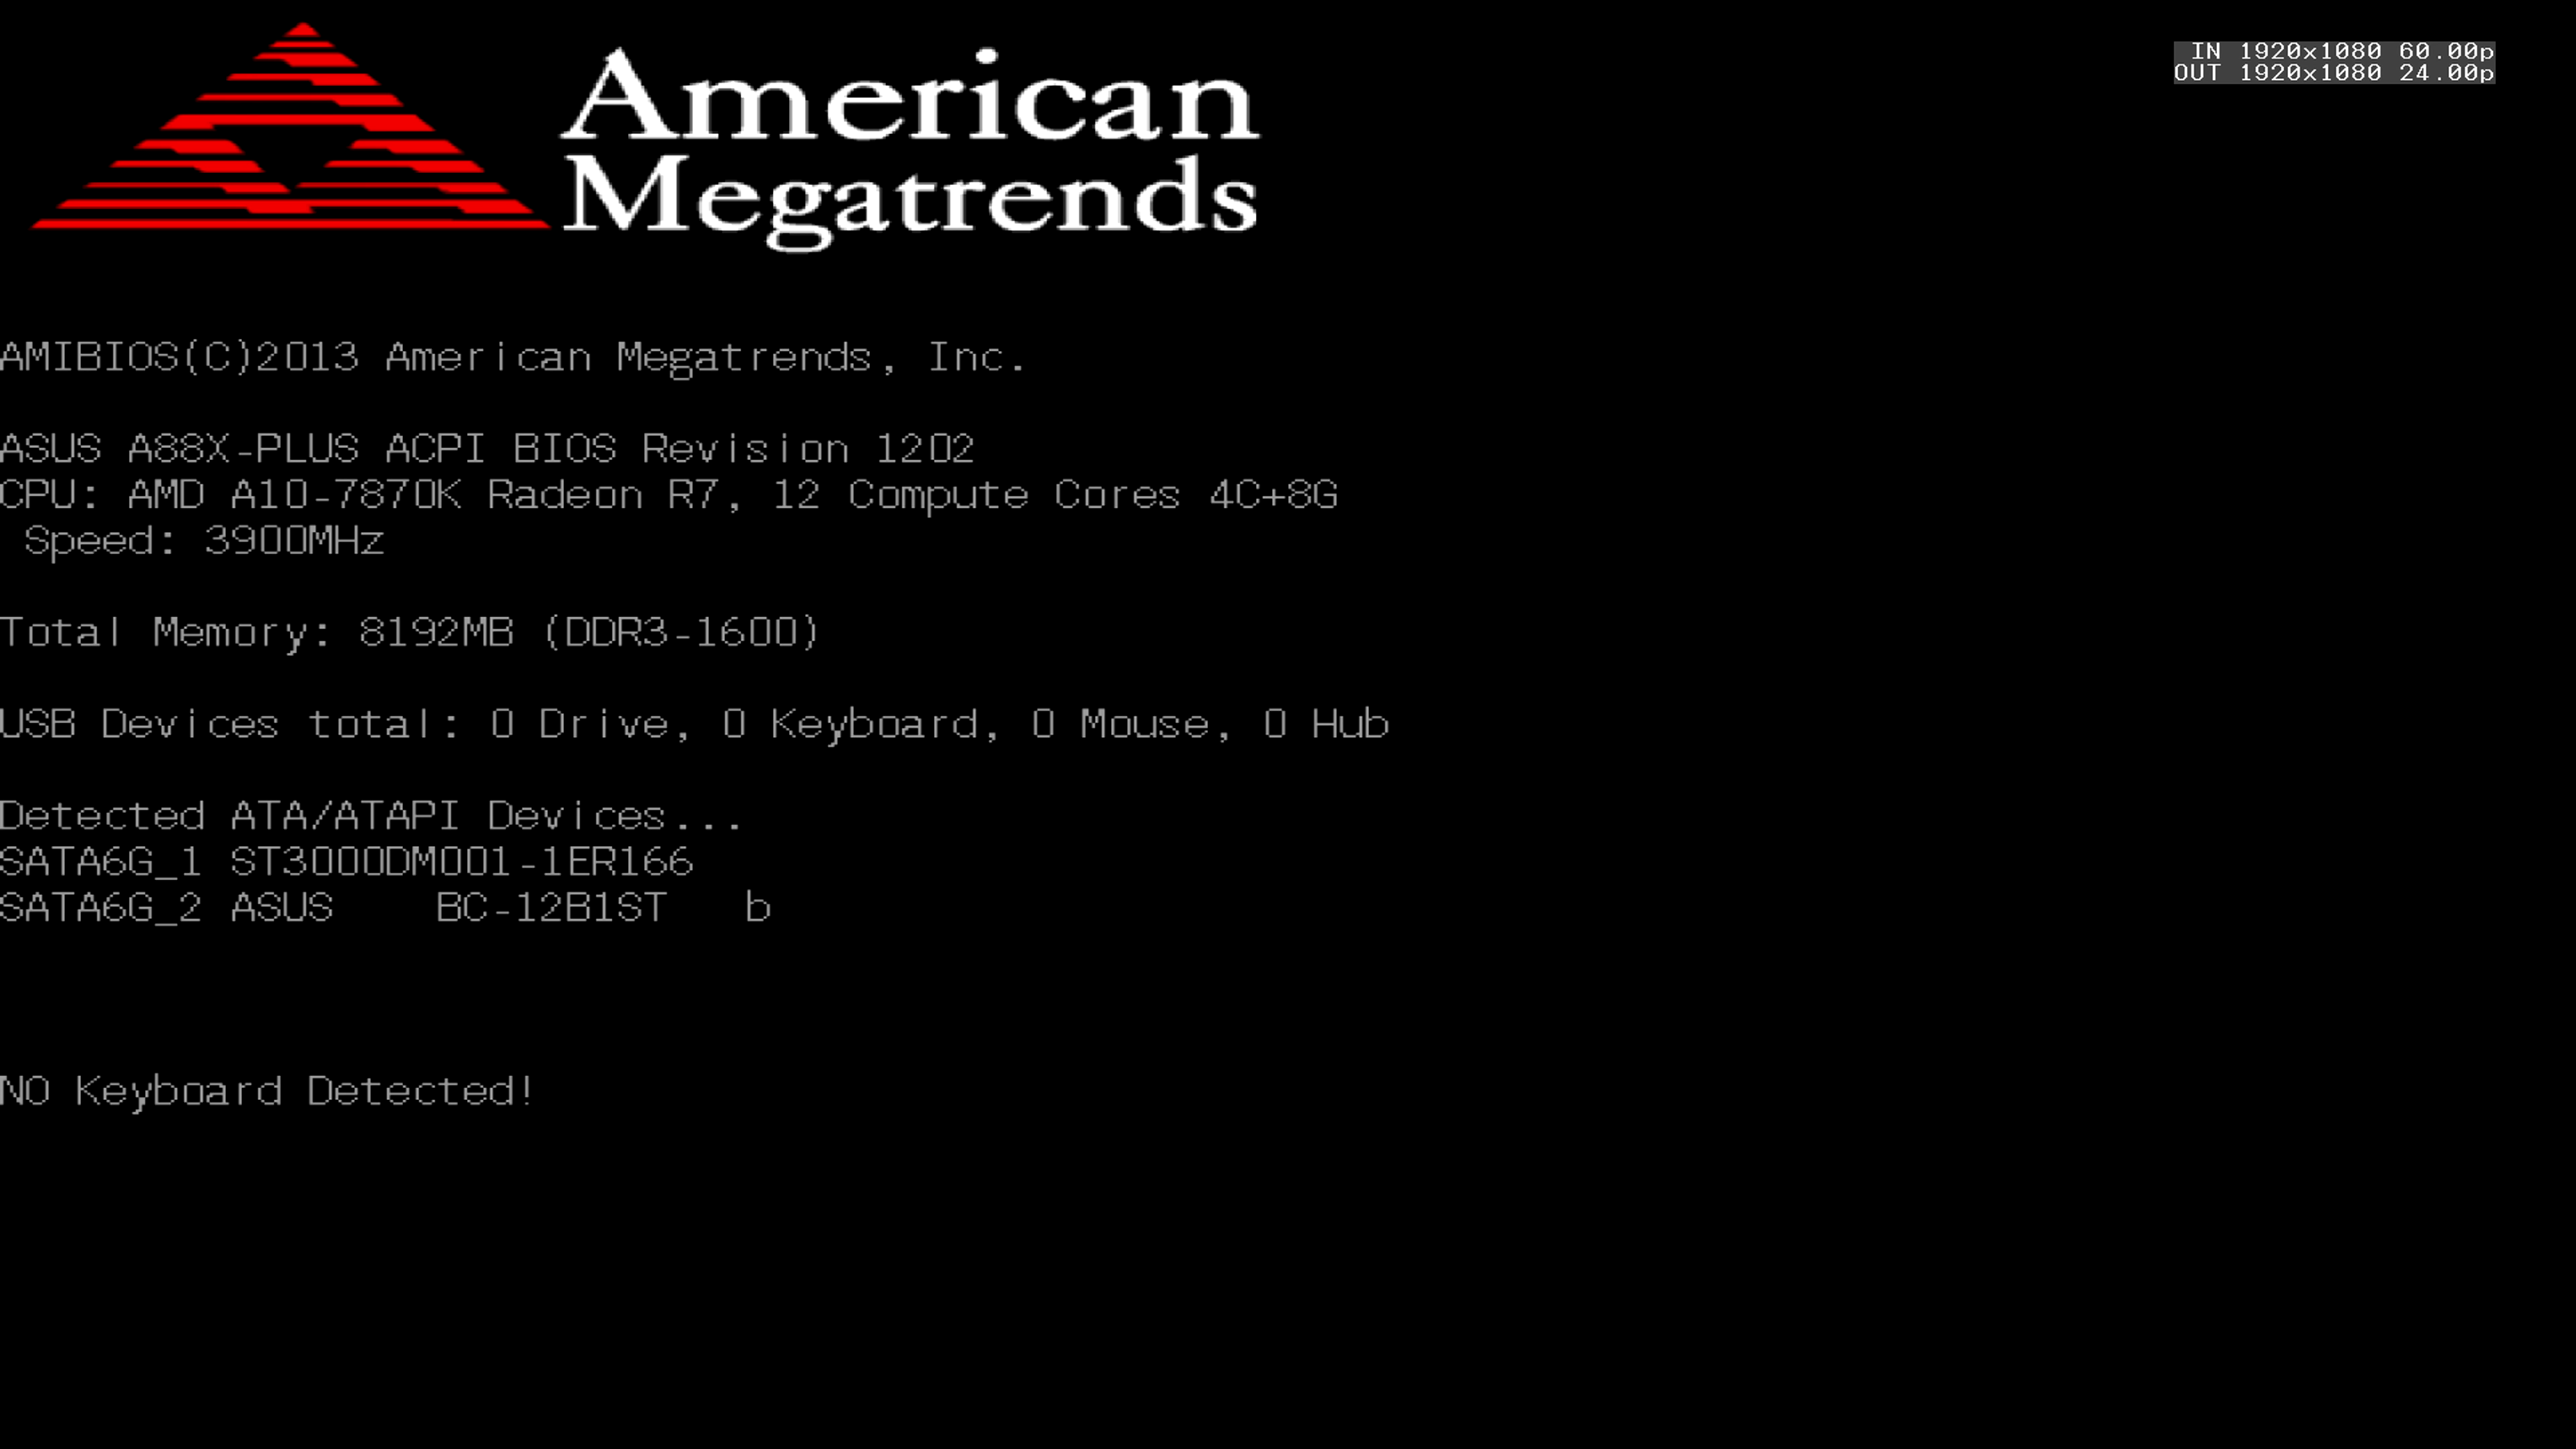 American
Megatrends
IN 1920x1080 60.00p
OUT 1920x1080 24.00p
AMIBIOS(C)2013 American Megatrends, Inc.
ASUS A88X-PLUS ACPI BIOS Revision 1202
CPU: AMD A10-7870K Radeon R7, 12 Compute Cores 4C+8G
Speed: 3900MHz
Total Memory: 8192MB (DDR3-1600)
USB Devices total: 0 Drive, 0 Keyboard, 0 Mouse, 0 Hub
Detected ATA/ATAPI Devices...
SATA6G_1 ST3000DM001-1ER166
SATA6G_2 ASUS    BC-12B1ST   b
NO Keyboard Detected!